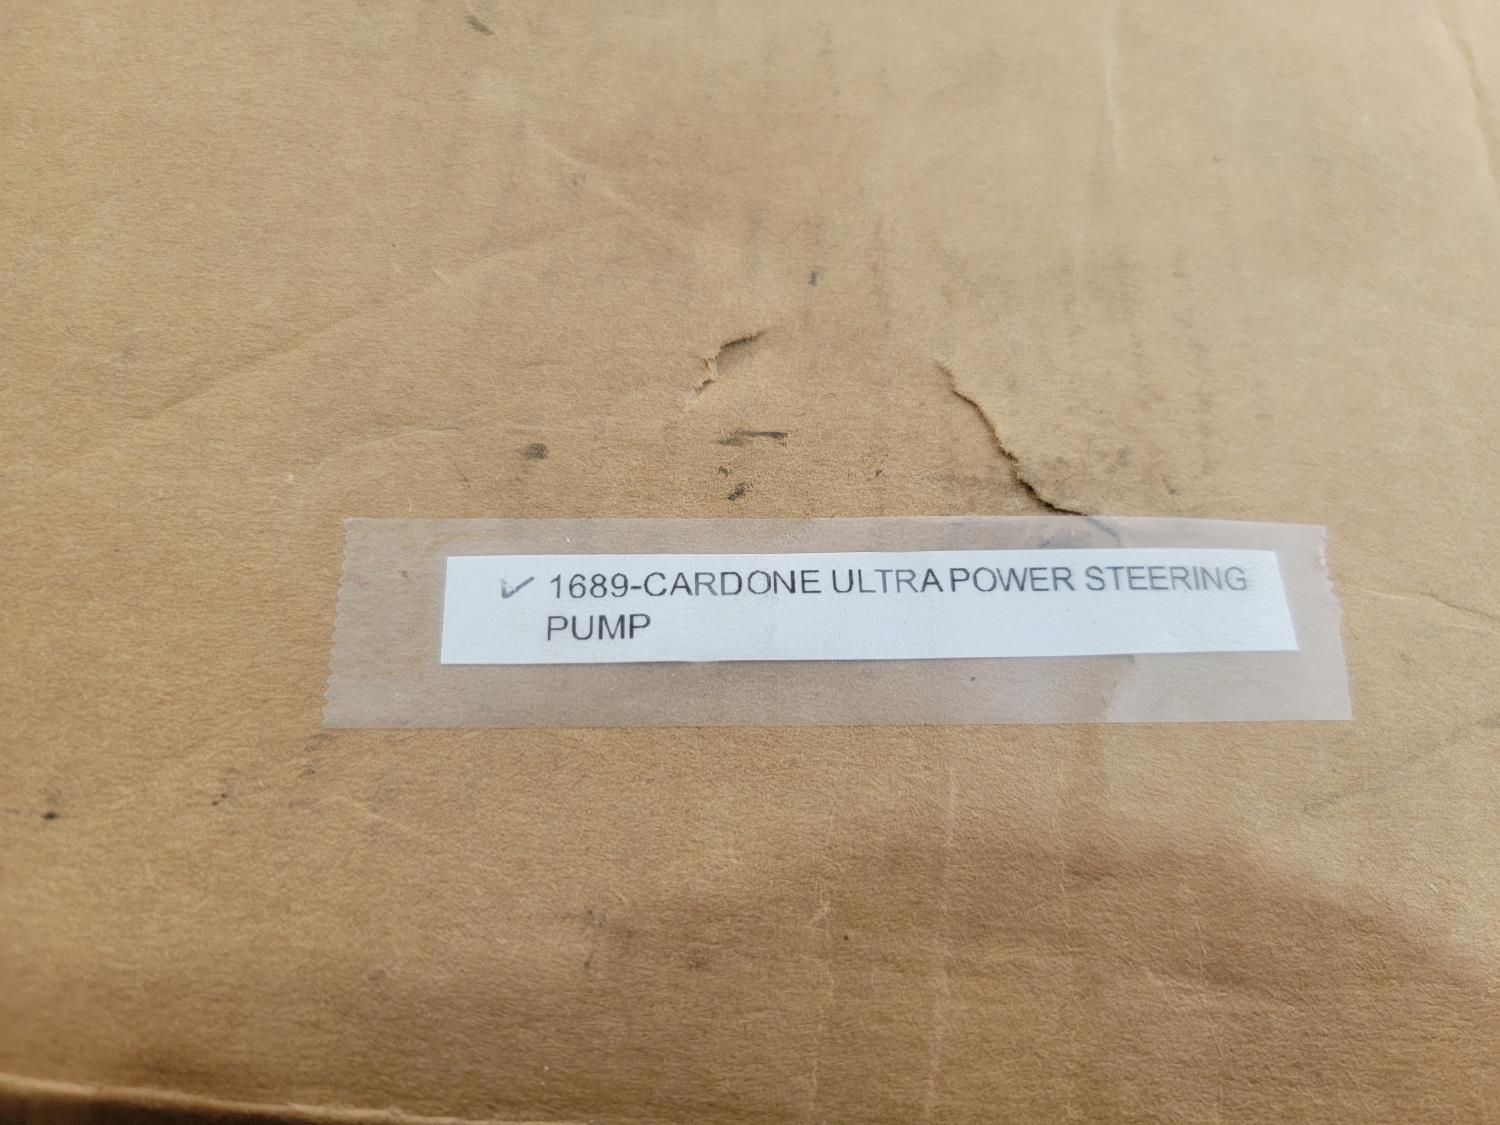 ✓ 1689-CARDONE ULTRA POWER STEERING
PUMP